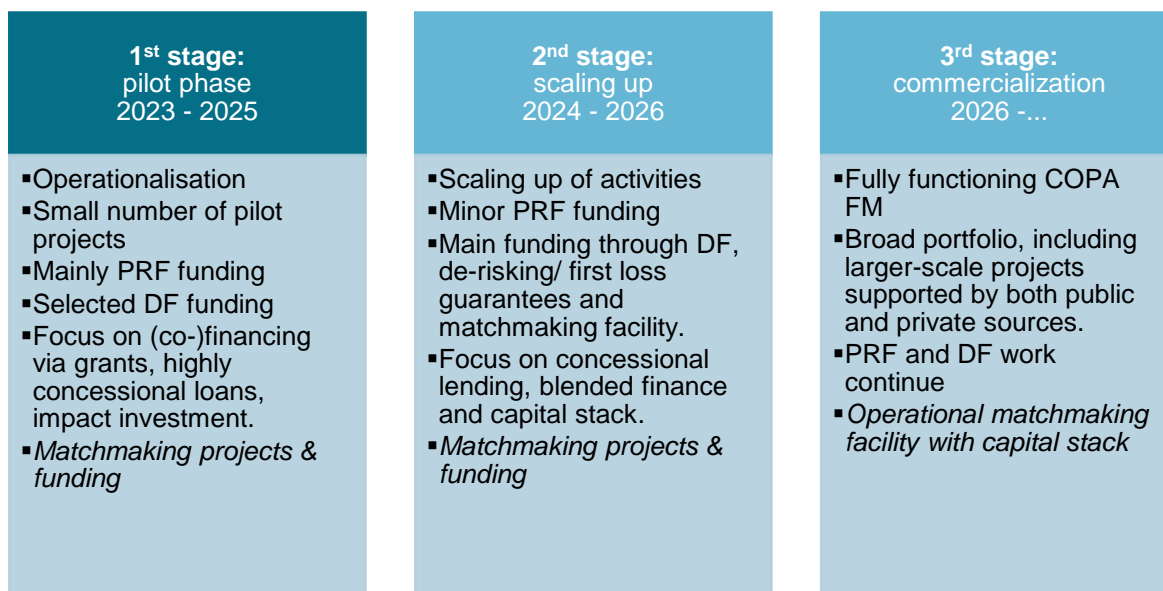 1st stage:
pilot phase
2023 - 2025
▪Operationalisation
▪Small number of pilot
projects
▪Mainly PRF funding
▪Selected DF funding
▪Focus on (co-)financing
via grants, highly
concessional loans,
impact investment.
▪Matchmaking projects &
funding
2nd stage:
scaling up
2024 - 2026
▪Scaling up of activities
▪Minor PRF funding
▪Main funding through DF,
de-risking/ first loss
guarantees and
matchmaking facility.
▪Focus on concessional
lending, blended finance
and capital stack.
▪Matchmaking projects &
funding
3rd stage:
commercialization
2026 -...
▪Fully functioning COPA
FM
▪Broad portfolio, including
larger-scale projects
supported by both public
and private sources.
▪PRF and DF work
continue
▪Operational matchmaking
facility with capital stack